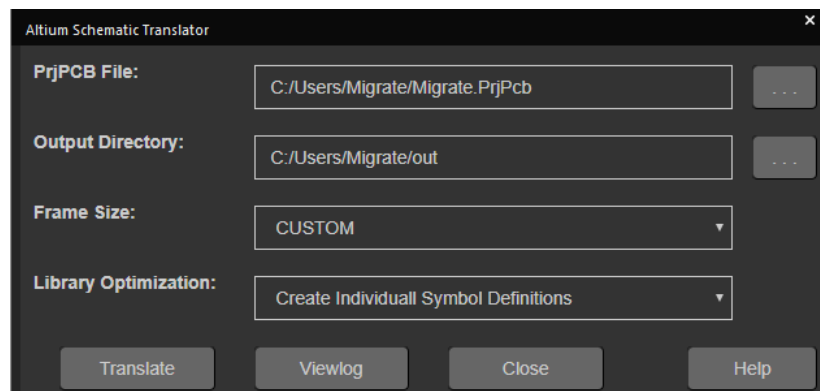 Altium Schematic Translator ×
PrjPCB File: C:/Users/Migrate/Migrate.PrjPcb ...
Output Directory: C:/Users/Migrate/out ...
Frame Size: CUSTOM
Library Optimization: Create Individuall Symbol Definitions
Translate Viewlog Close Help